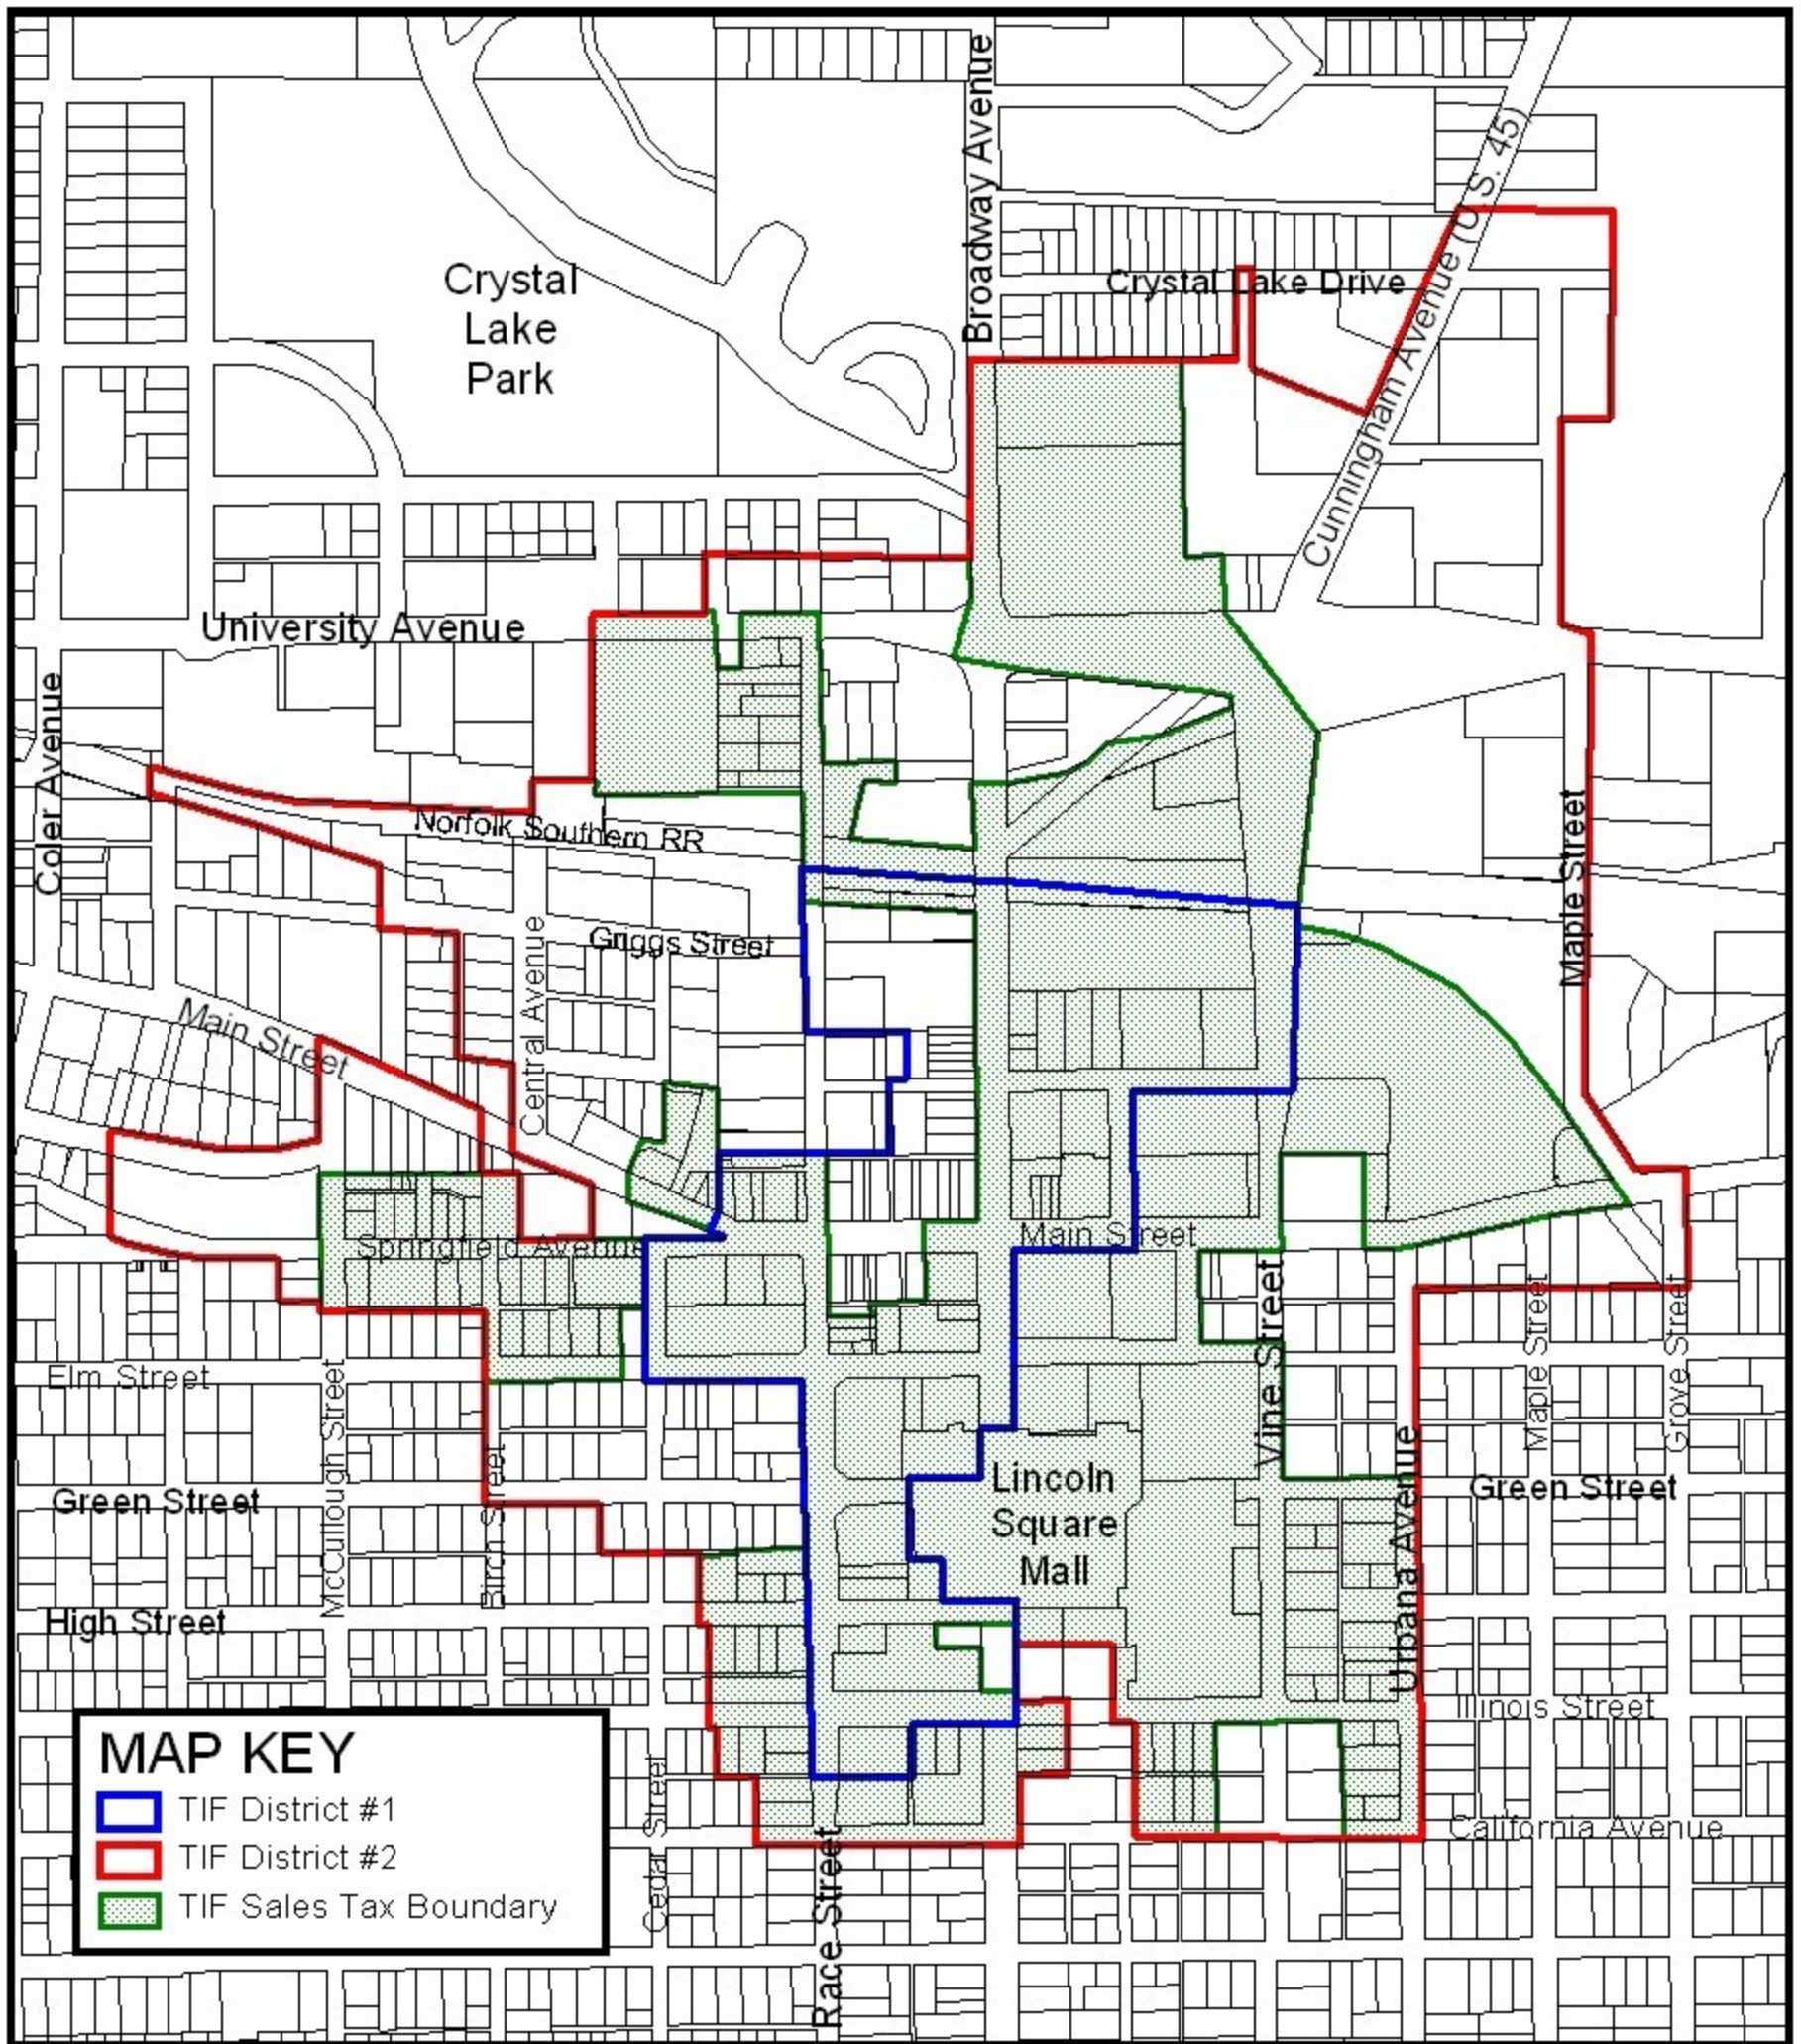 Broadway Avenue
Cunningham Avenue (U.S. 45)
Crystal
Lake
Park
Crystal Lake Drive
University Avenue
Coler Avenue
Norfolk Southern RR
Maple Street
Griggs Street
Central Avenue
Main Street
Main Street
Springfield Avenue
Vine Street
Maple Street
Grove Street
Elm Street
McCullough Street
Birch Street
Lincoln
Square
Mall
Green Street
Green Street
Urbana Avenue
High Street
Illinois Street
MAP KEY
TIF District #1
TIF District #2
TIF Sales Tax Boundary
Cedar Street
California Avenue
Race Street